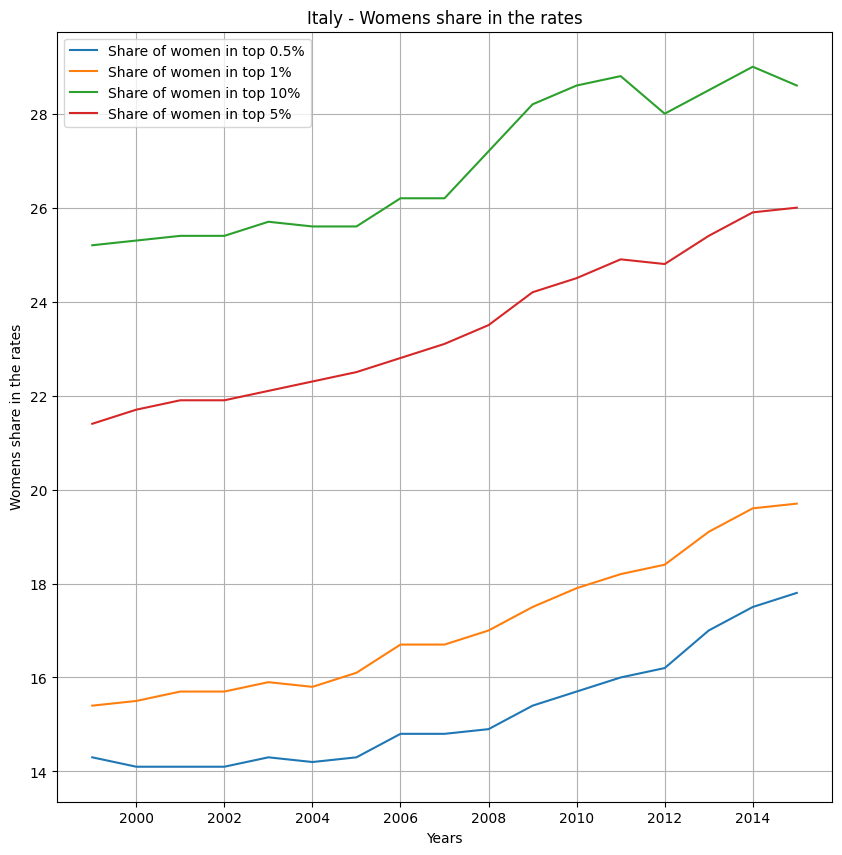 Italy - Womens share in the rates
Share of women in top 0.5%
Share of women in top 1%
Share of women in top 10%
Share of women in top 5%
Womens share in the rates
28
26
24
22
20
18
16
14
2000 2002 2004 2006 2008 2010 2012 2014
Years